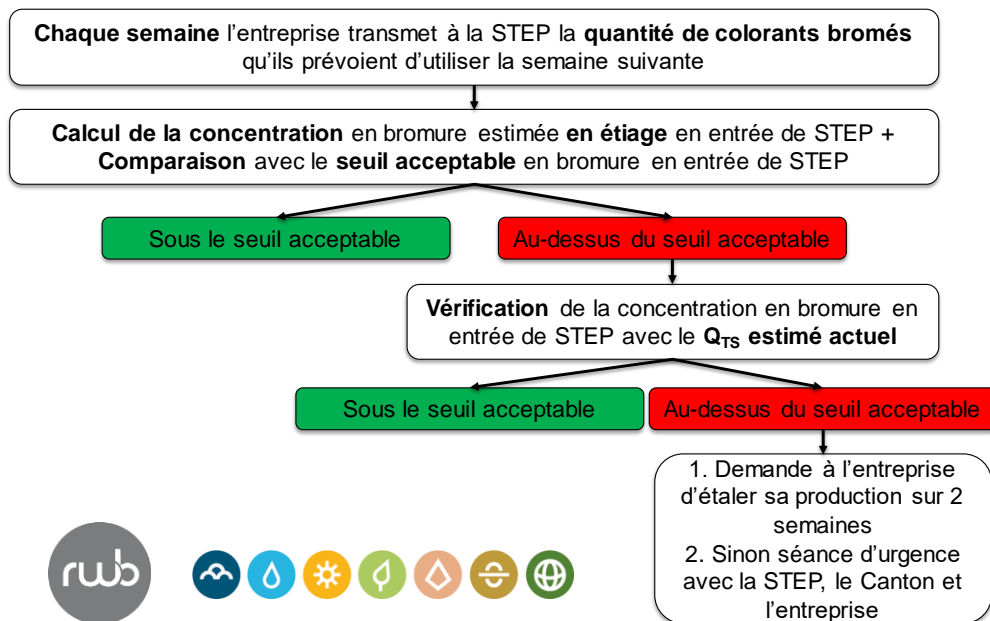 Chaque semaine l'entreprise transmet à la STEP la quantité de colorants bromés
qu'ils prévoient d'utiliser la semaine suivante
Calcul de la concentration en bromure estimée en étiage en entrée de STEP +
Comparaison avec le seuil acceptable en bromure en entrée de STEP
Sous le seuil acceptable
Au-dessus du seuil acceptable
Vérification de la concentration en bromure en
entrée de STEP avec le QTS estimé actuel
Sous le seuil acceptable
Au-dessus du seuil acceptable
1. Demande à l'entreprise
d'étaler sa production sur 2
semaines
2. Sinon séance d'urgence
avec la STEP, le Canton et
l'entreprise
rwb